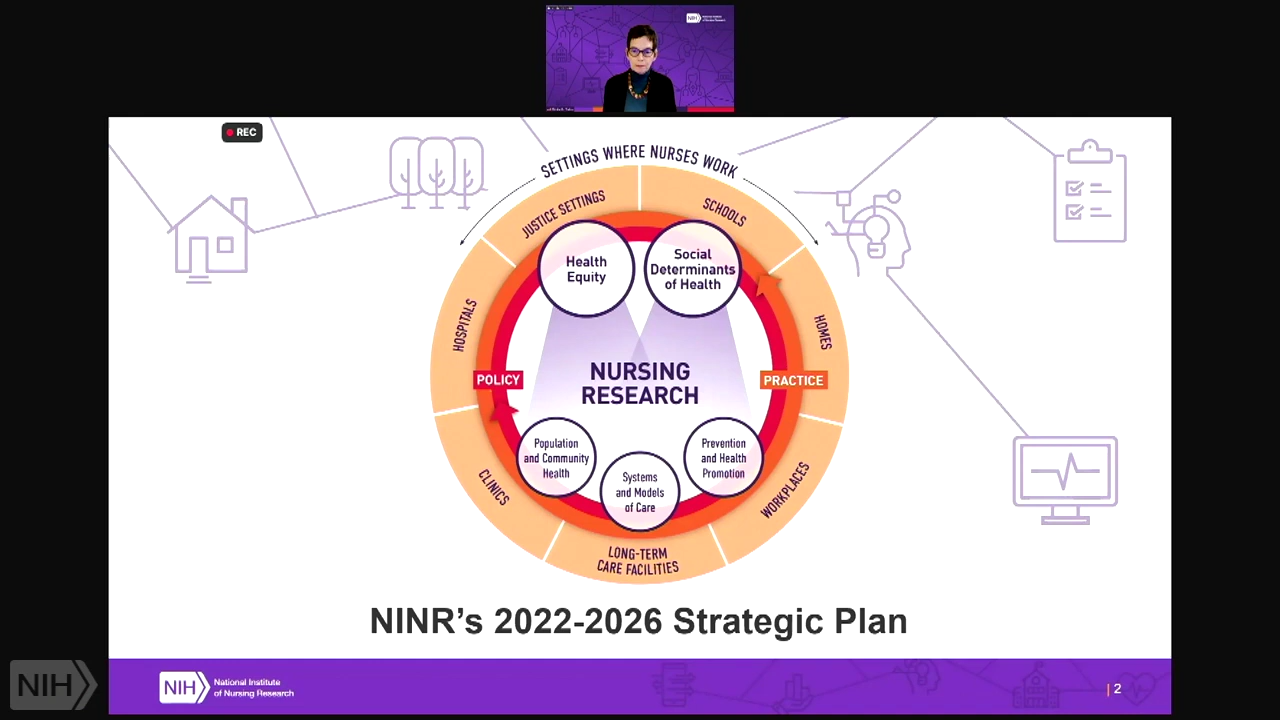 NIH
REC
SETTINGS WHERE NURSES WORK
JUSTICE SETTINGS
SCHOOLS
HOSPITALS
HOMES
CLINICS
WORKPLACES
LONG-TERM
CARE FACILITIES
Health
Equity
Social
Determinants
of Health
NURSING
RESEARCH
POLICY
PRACTICE
Population
and Community
Health
Systems
and Models
of Care
Prevention
and Health
Promotion
NINR’s 2022-2026 Strategic Plan
NIH
NIH
National Institute
of Nursing Research
| 2